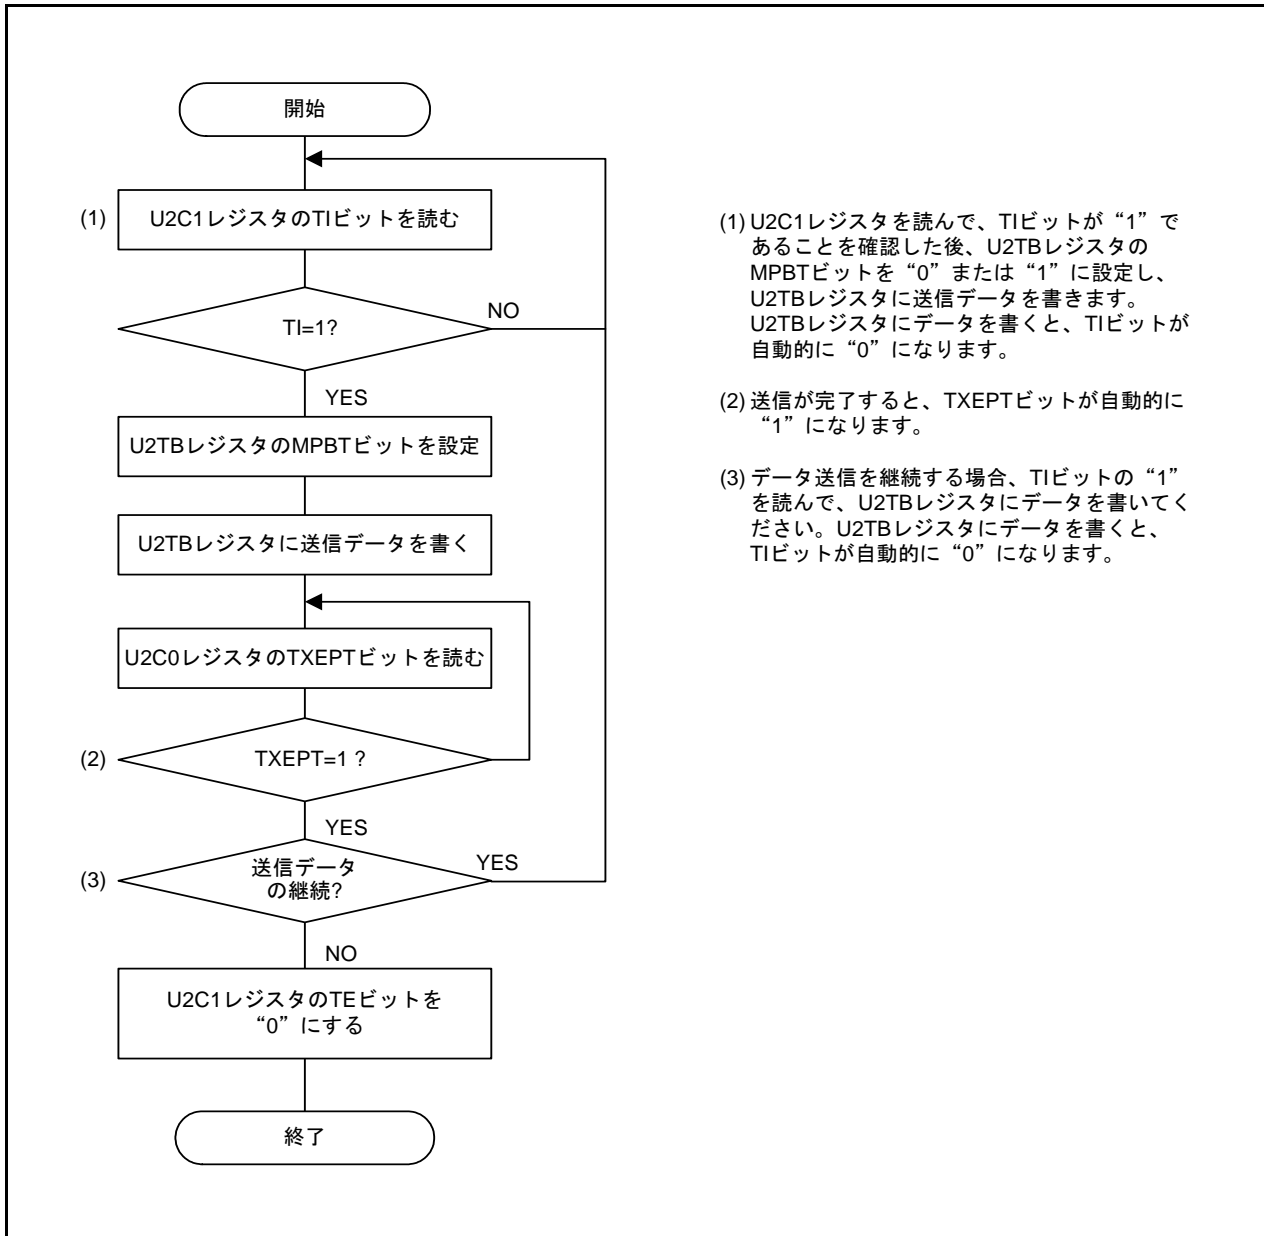 開始
(1)
U2C1レジスタのTIビットを読む
TI=1?
NO
YES
U2TBレジスタのMPBTビットを設定
U2TBレジスタに送信データを書く
U2C0レジスタのTXEPTビットを読む
(2)
TXEPT=1 ?
YES
(3)
送信データ
の継続?
YES
NO
U2C1レジスタのTEビットを
“0”にする
終了
(1) U2C1レジスタを読んで、TIビットが“1”で
あることを確認した後、U2TBレジスタの
MPBTビットを“0”または“1”に設定し、
U2TBレジスタに送信データを書きます。
U2TBレジスタにデータを書くと、TIビットが
自動的に“0”になります。
(2) 送信が完了すると、TXEPTビットが自動的に
“1”になります。
(3) データ送信を継続する場合、TIビットの“1”
を読んで、U2TBレジスタにデータを書いてく
ださい。U2TBレジスタにデータを書くと、
TIビットが自動的に“0”になります。